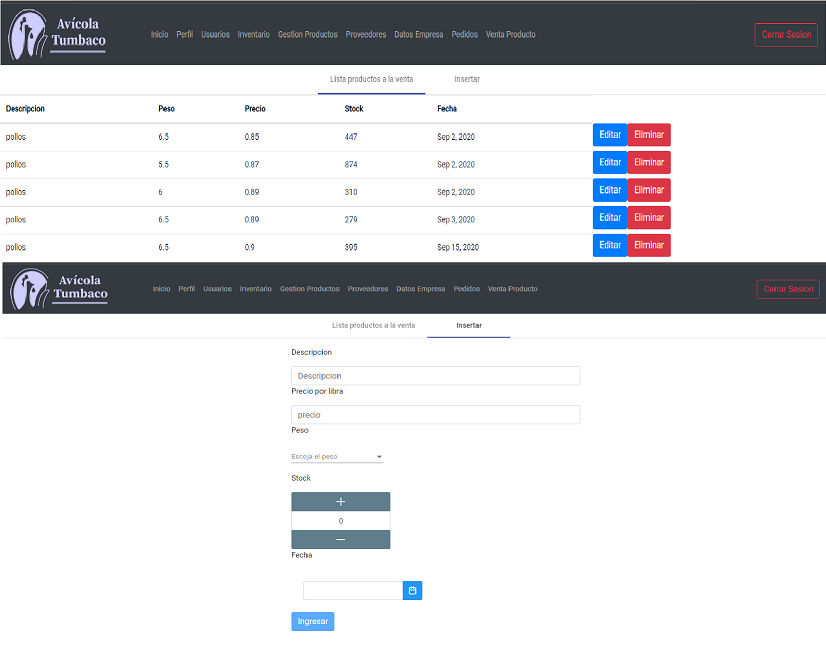 Avícola
Tumbaco
Inicio Perfil Usuarios Inventario Gestion Productos Proveedores Datos Empresa Pedidos Venta Producto
Cerrar Sesion
Lista productos a la venta Insertar
Descripcion Peso Precio Stock Fecha
pollos 6.5 0.85 447 Sep 2, 2020 Editar Eliminar
pollos 5.5 0.87 874 Sep 2, 2020 Editar Eliminar
pollos 6 0.89 310 Sep 2, 2020 Editar Eliminar
pollos 6.5 0.89 279 Sep 3, 2020 Editar Eliminar
pollos 6.5 0.9 395 Sep 15, 2020 Editar Eliminar
Avícola
Tumbaco
Inicio Perfil Usuarios Inventario Gestion Productos Proveedores Datos Empresa Pedidos Venta Producto
Cerrar Sesion
Lista productos a la venta Insertar
Descripcion
Descripcion
Precio por libra
precio
Peso
Escoja el peso
Stock
+
0
—
Fecha
Ingresar